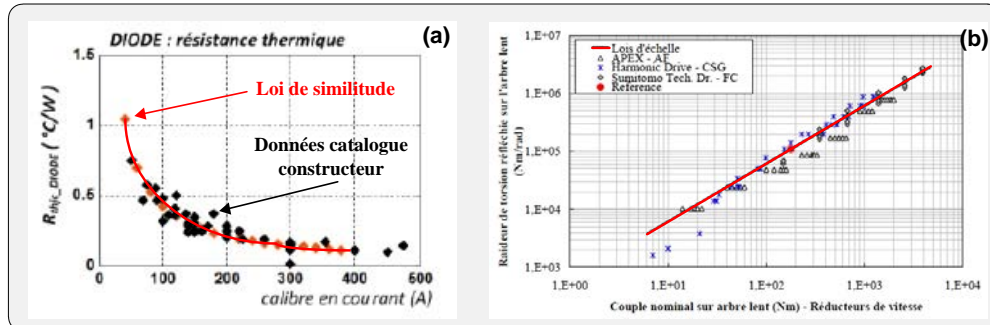 DIODE : résistance thermique
(a)
1.5
1
0.5
0
R_thjc_DIODE ( °C/W)
Loi de similitude
Données catalogue
constructeur
0
100
200
300
400
500
600
calibre en courant (A)
(b)
Lois d'échelle
APEX - AF
Harmonic Drive - CSG
Sumitomo Tech. Dr. - FC
Reference
1,E+07
1,E+06
1,E+05
1,E+04
1,E+03
Raideur de torsion réfléchie sur l'arbre lent
(Nm/rad)
1,E+00
1,E+01
1,E+02
1,E+03
1,E+04
Couple nominal sur arbre lent (Nm) - Réducteurs de vitesse